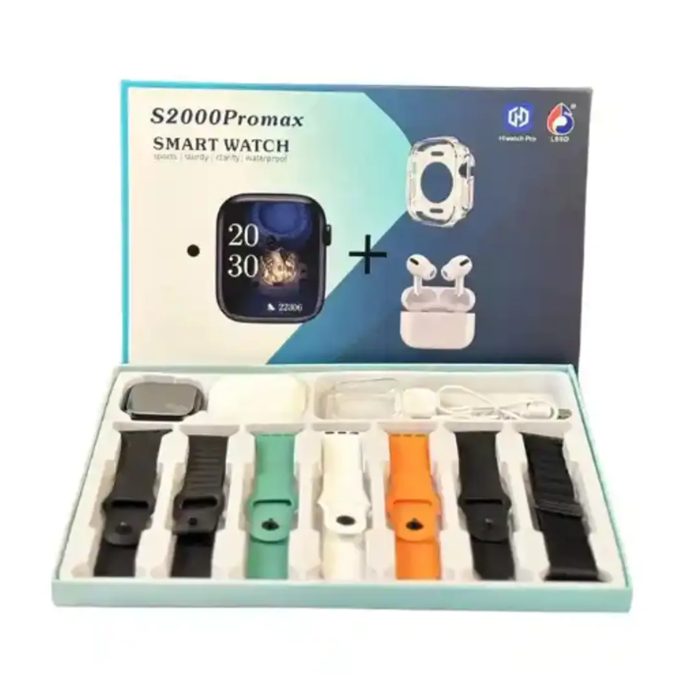 S2000Promax
SMART WATCH
sports | sturdy | clarity | waterproof
Hiwatch Pro
LSSD
20
30
22306